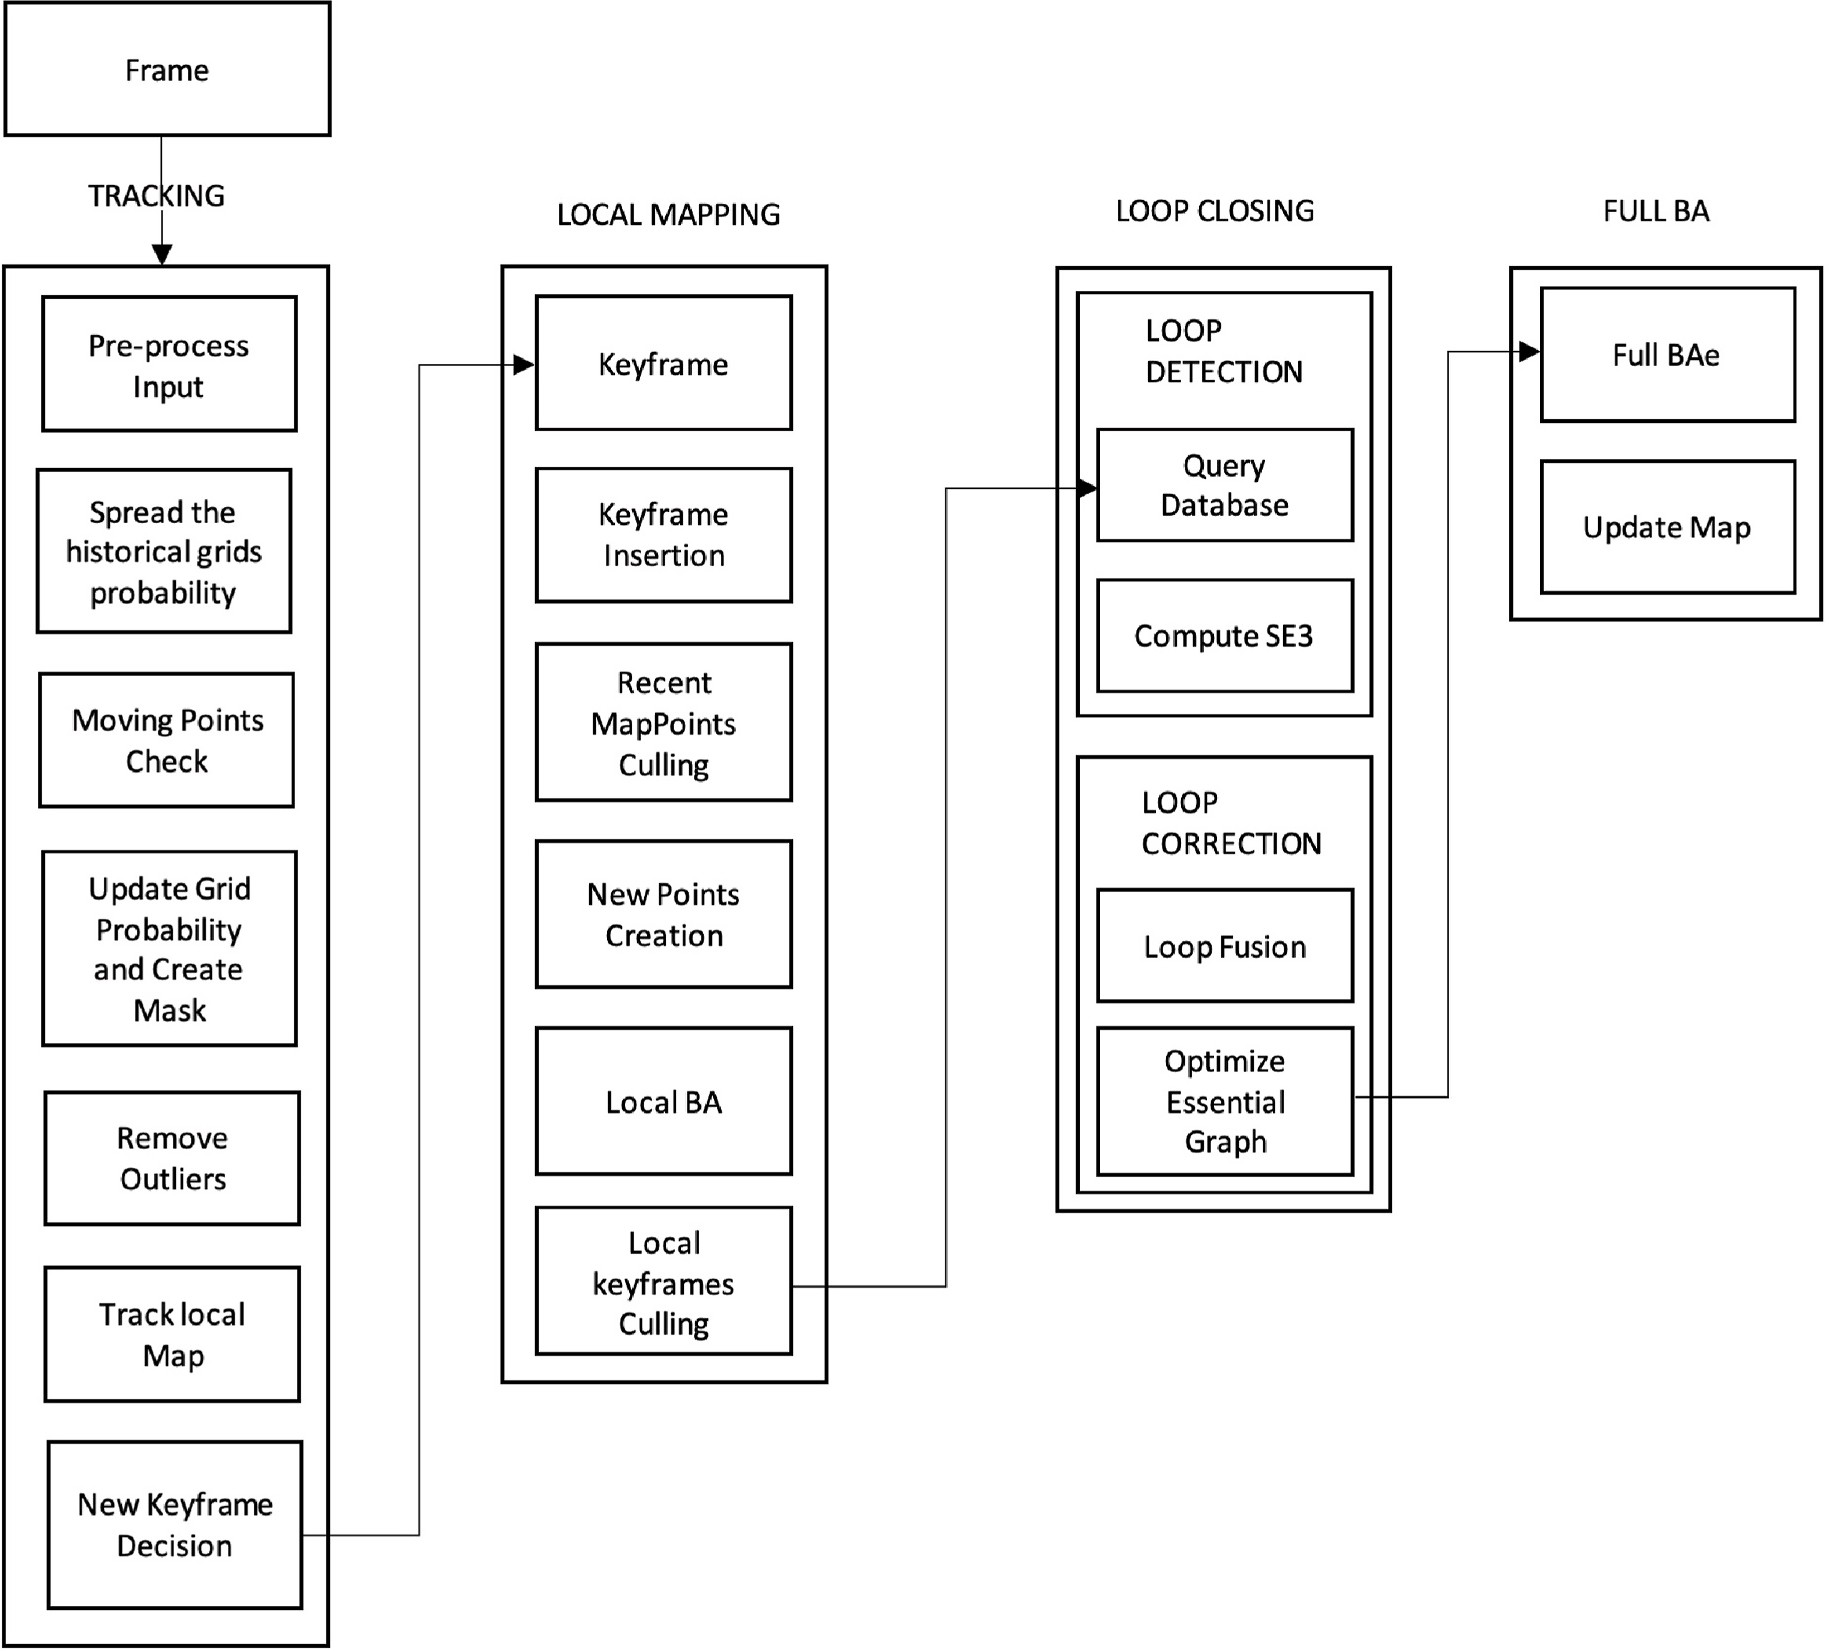 Frame
TRACKING
Pre-process
Input
Spread the
historical grids
probability
Moving Points
Check
Update Grid
Probability
and Create
Mask
Remove
Outliers
Track local
Map
New Keyframe
Decision
LOCAL MAPPING
Keyframe
Keyframe
Insertion
Recent
MapPoints
Culling
New Points
Creation
Local BA
Local
keyframes
Culling
LOOP CLOSING
LOOP
DETECTION
Query
Database
Compute SE3
LOOP
CORRECTION
Loop Fusion
Optimize
Essential
Graph
FULL BA
Full BAe
Update Map